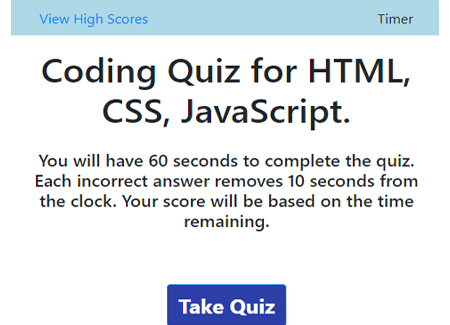 View High Scores
Timer
Coding Quiz for HTML,
CSS, JavaScript.
You will have 60 seconds to complete the quiz.
Each incorrect answer removes 10 seconds from
the clock. Your score will be based on the time
remaining.
Take Quiz